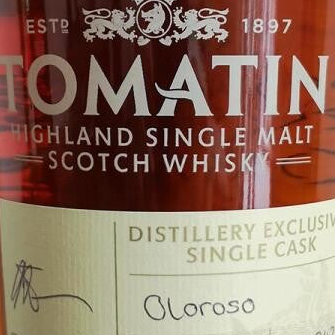 ESTD 1897
TOMATIN
HIGHLAND SINGLE MALT
SCOTCH WHISKY
DISTILLERY EXCLUSIV
SINGLE CASK
Oloroso